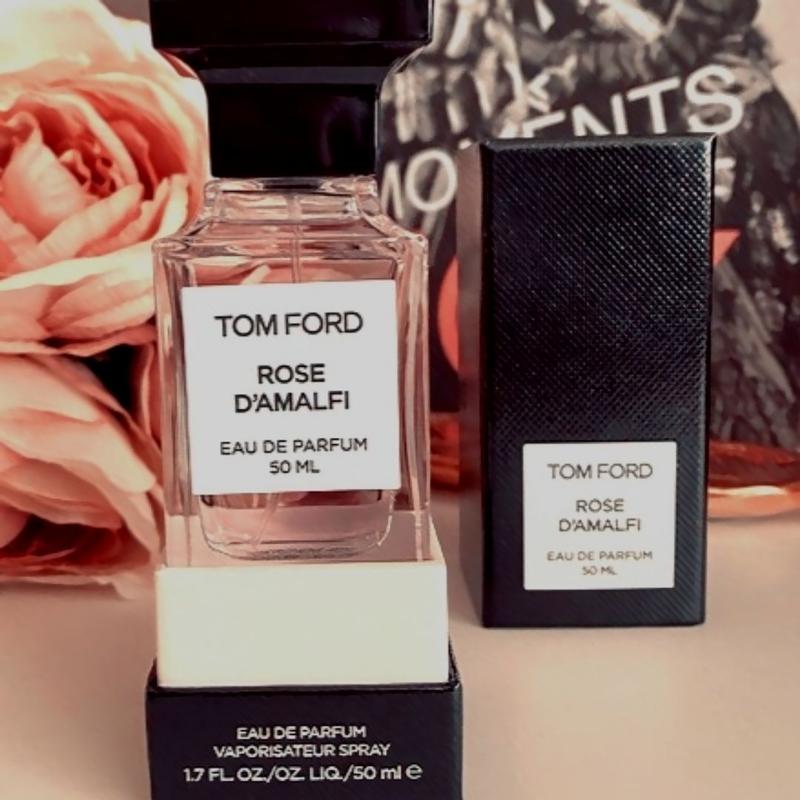 MOMENTS
TOM FORD
ROSE
D'AMALFI
EAU DE PARFUM
50 ML
TOM FORD
ROSE
D'AMALFI
EAU DE PARFUM
50 ML
EAU DE PARFUM
VAPORISATEUR SPRAY
1.7 FL. OZ./OZ. LIQ./50 ml e